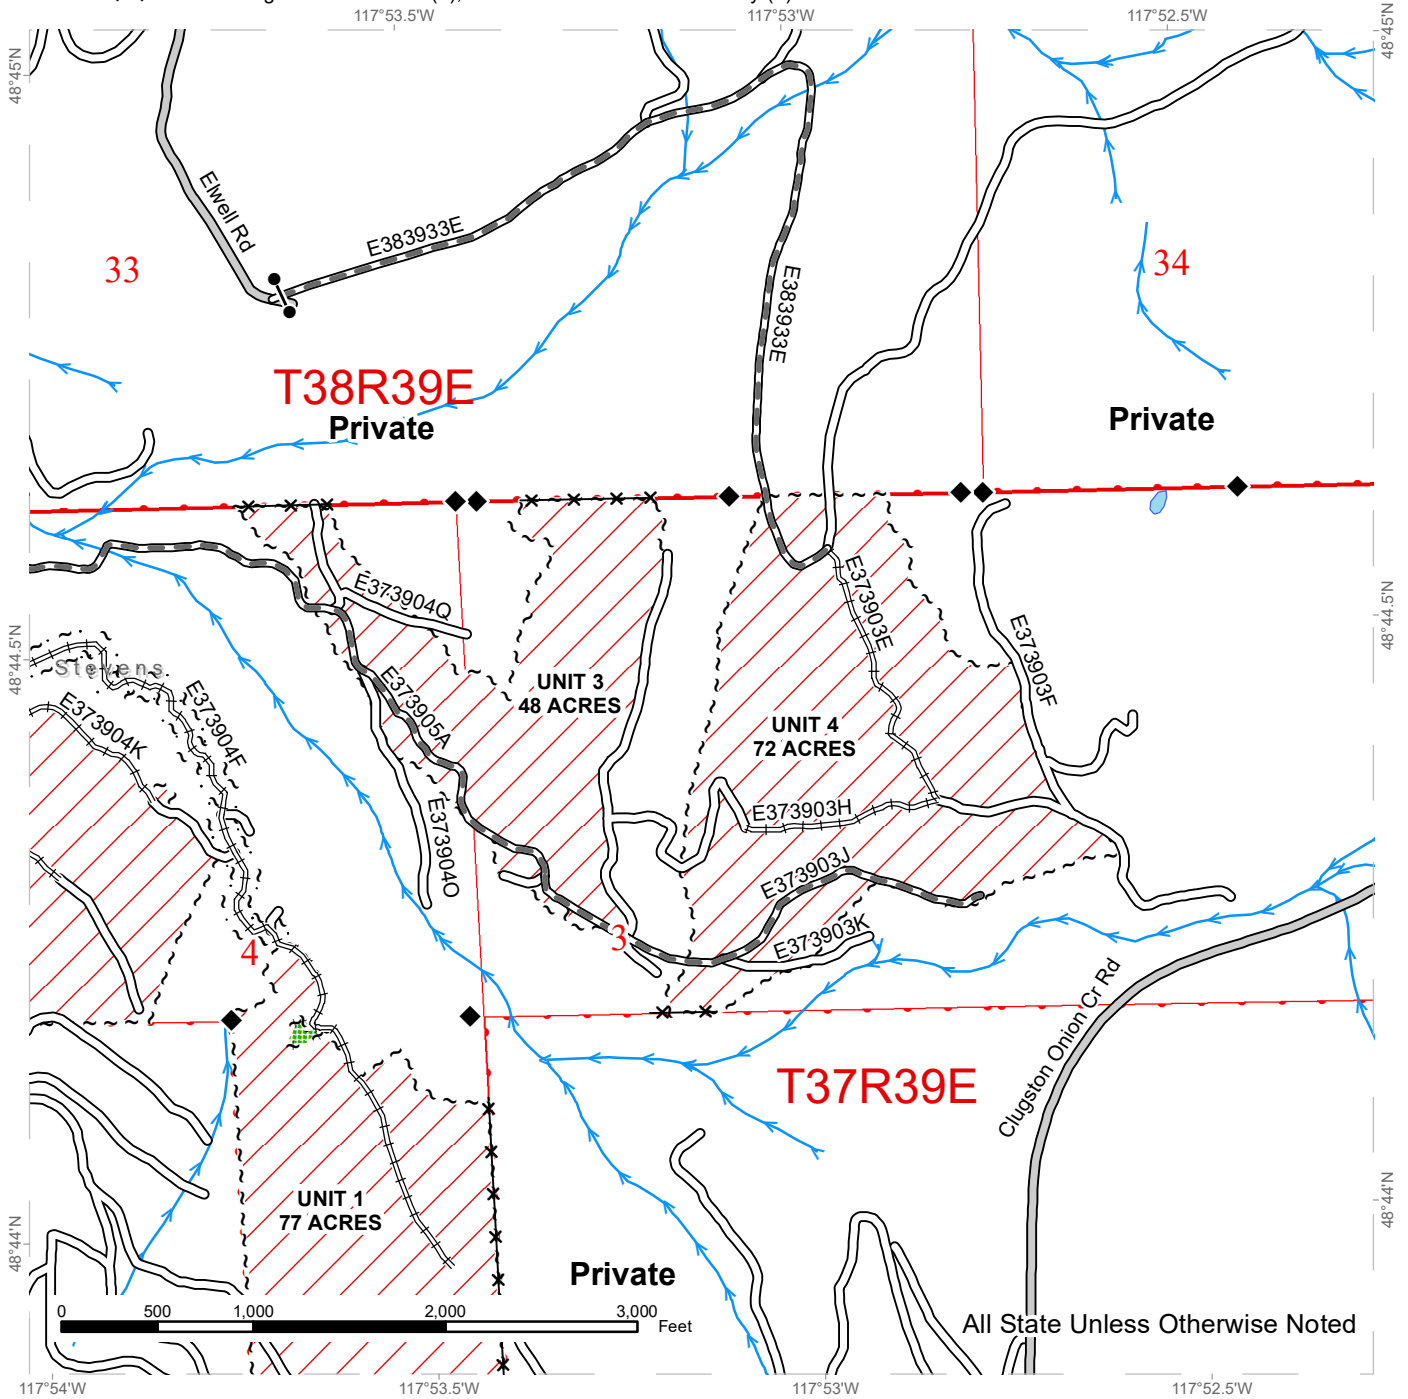 117°53.5'W
117°53'W
117°52.5'W
48°45'N
48°45'N
Elwell Rd
E383933E
33
34
E383933E
T38R39E
Private
Private
E373904Q
E373903E
48°44.5'N
48°44.5'N
Stevens
E373904F
E373904K
E373905A
UNIT 3
48 ACRES
E373903F
UNIT 4
72 ACRES
E373904O
E373903H
E373903J
E373903K
3
4
Clugston Onion Cr Rd
T37R39E
UNIT 1
77 ACRES
48°44'N
48°44'N
Private
0 500 1,000 2,000 3,000
Feet
All State Unless Otherwise Noted
117°54'W
117°53.5'W
117°53'W
117°52.5'W